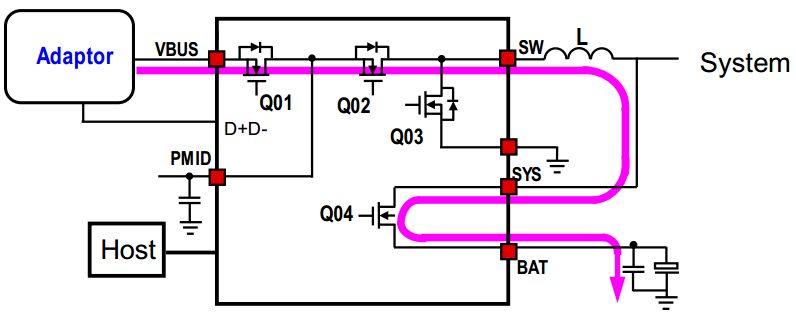 Adaptor
VBUS
SW
L
System
Q01
Q02
D+D-
Q03
PMID
SYS
Q04
Host
BAT